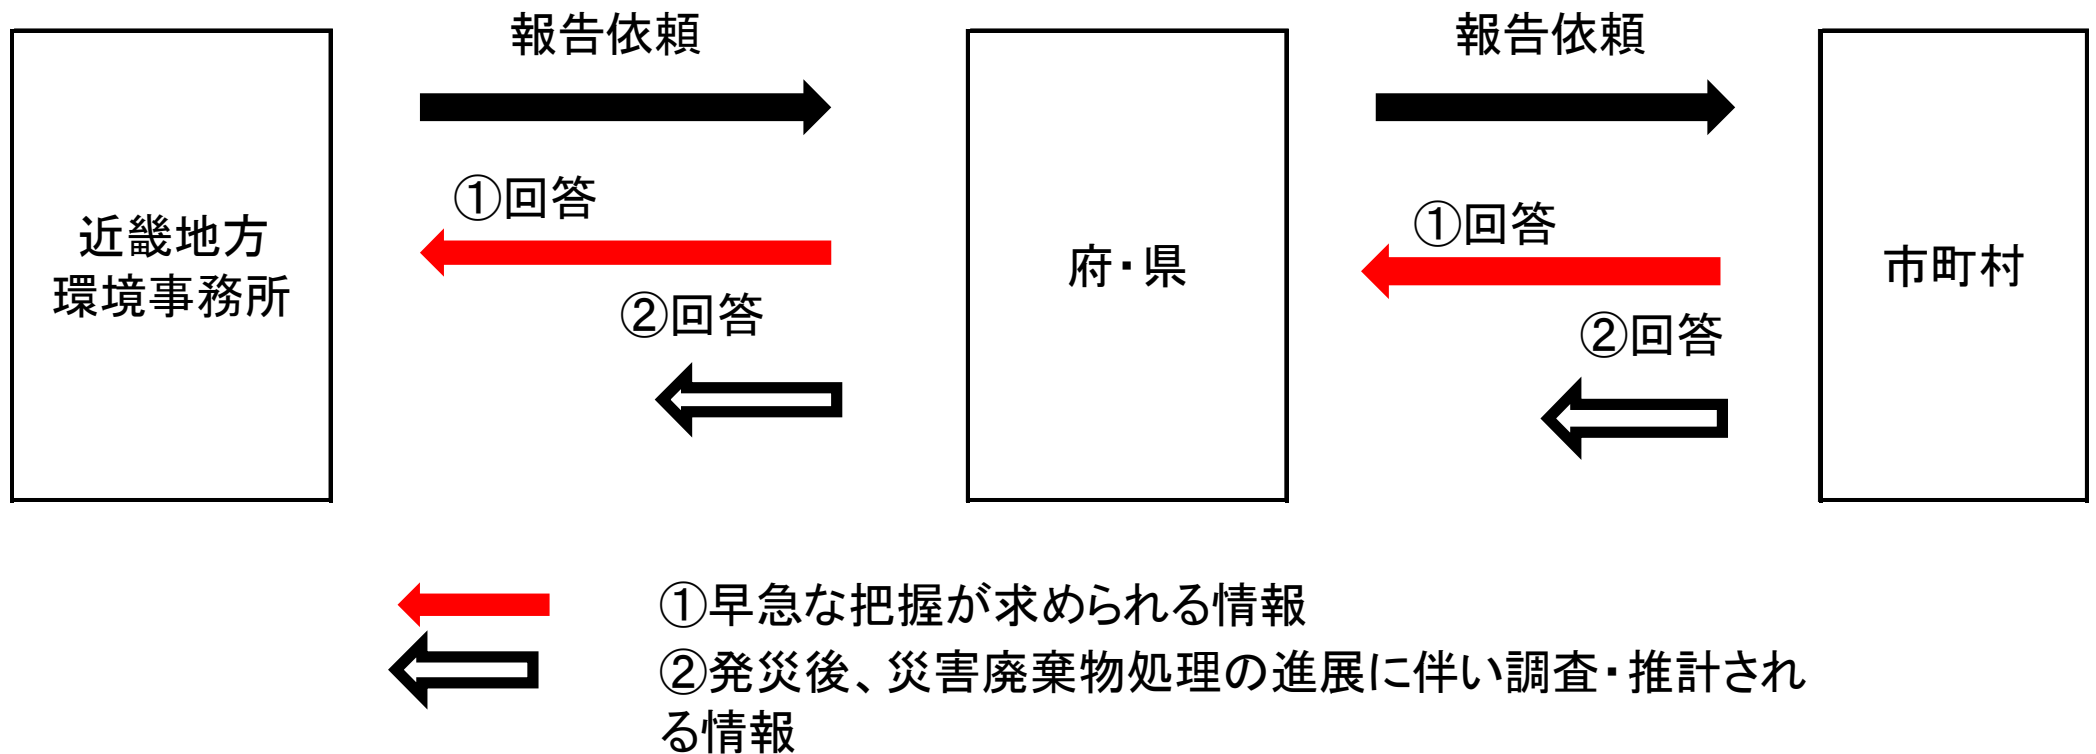 報告依頼
報告依頼
①回答
①回答
近畿地方
環境事務所
府・県
市町村
②回答
②回答
①早急な把握が求められる情報
②発災後、災害廃棄物処理の進展に伴い調査・推計され
る情報